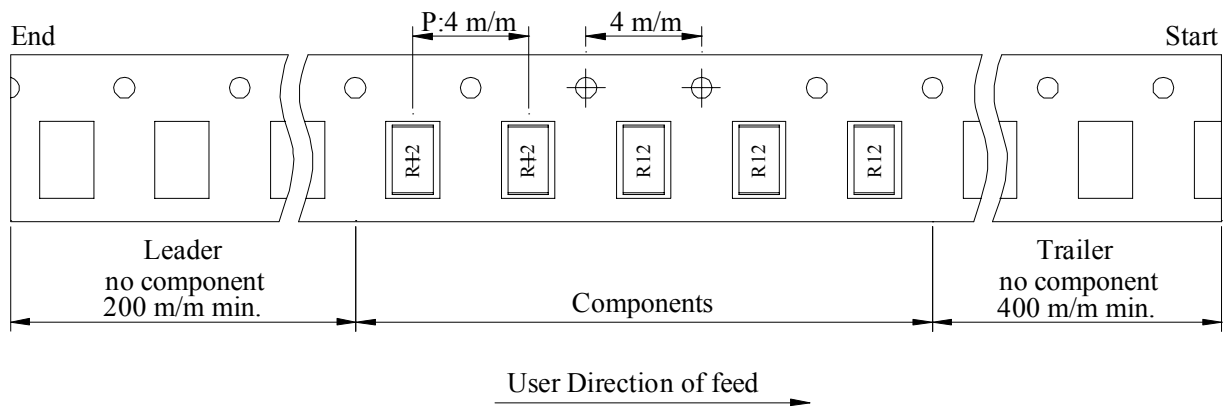 P:4 m/m
4 m/m
End
Start
R12
R12
R12
R12
R12
Leader
no component
200 m/m min.
Components
Trailer
no component
400 m/m min.
User Direction of feed